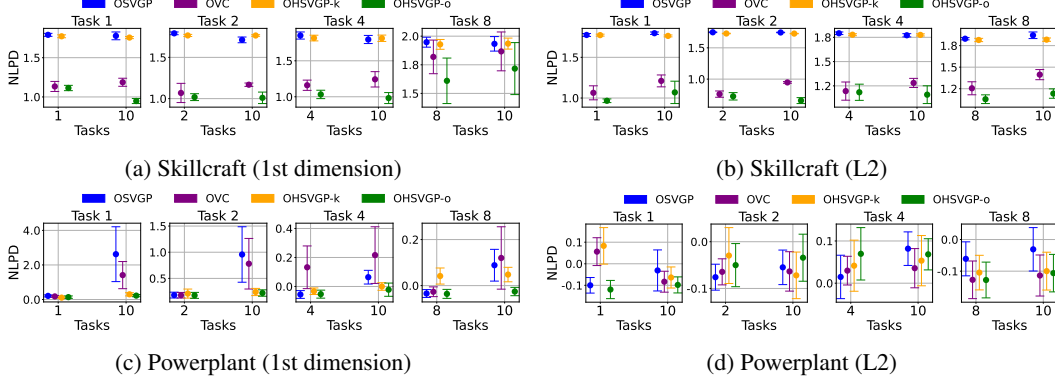 OSVGP OVC OHSVGP-k OHSVGP-o
Task 1 Task 2 Task 4 Task 8
NLPD
1.5
1.0
1.5
1.0
1.5
1.0
2.0
1.8
1.6
1 10 2 10 4 10 8 10
Tasks Tasks Tasks Tasks
(a) Skillcraft (1st dimension)
OSVGP OVC OHSVGP-k OHSVGP-o
Task 1 Task 2 Task 4 Task 8
NLPD
1.5
1.0
1.5
1.0
1.8
1.5
1.2
1.8
1.5
1.2
1 10 2 10 4 10 8 10
Tasks Tasks Tasks Tasks
(b) Skillcraft (L2)
OSVGP OVC OHSVGP-k OHSVGP-o
Task 1 Task 2 Task 4 Task 8
NLPD
4.0
2.0
0.0
1.5
1.0
0.5
0.0
0.4
0.2
0.0
0.2
0.0
1 10 2 10 4 10 8 10
Tasks Tasks Tasks Tasks
(c) Powerplant (1st dimension)
OSVGP OVC OHSVGP-k OHSVGP-o
Task 1 Task 2 Task 4 Task 8
NLPD
0.1
0.0
-0.0
-0.1
0.0
-0.1
0.1
0.0
-0.1
1 10 2 10 4 10 8 10
Tasks Tasks Tasks Tasks
(d) Powerplant (L2)